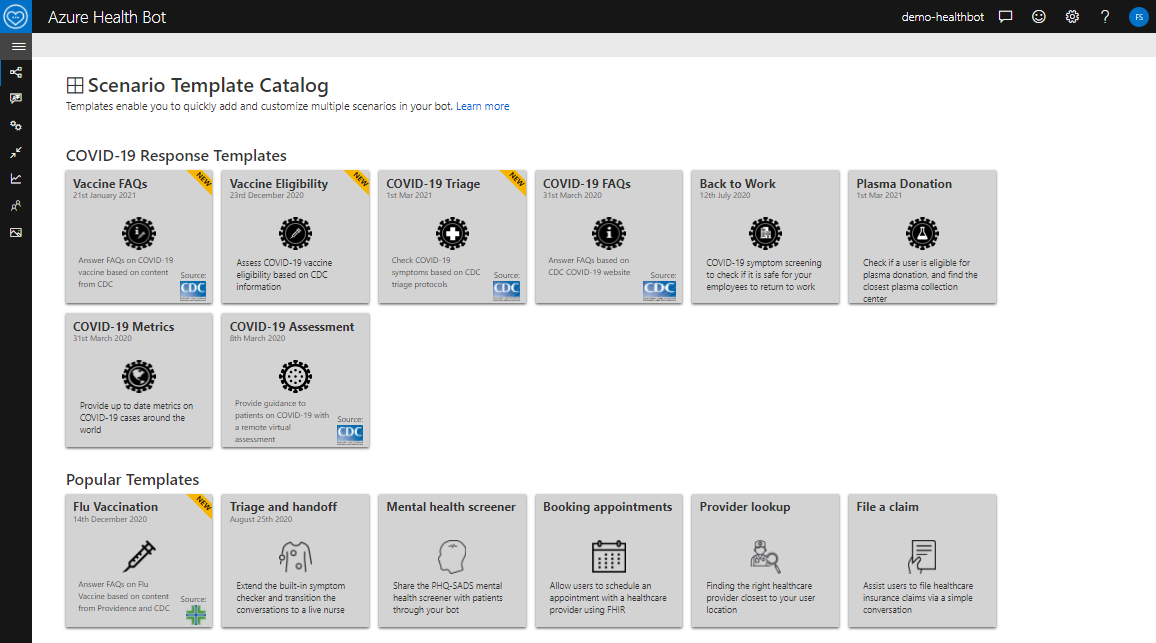 Azure Health Bot
demo-healthbot
?
FS
Scenario Template Catalog
Templates enable you to quickly add and customize multiple scenarios in your bot. Learn more
COVID-19 Response Templates
Vaccine FAQs
21st January 2021
NEW
Answer FAQs on COVID-19
vaccine based on content
from CDC
Source:
CDC
Vaccine Eligibility
23rd December 2020
NEW
Assess COVID-19 vaccine
eligibility based on CDC
information
COVID-19 Triage
1st Mar 2021
NEW
Check COVID-19
symptoms based on CDC
triage protocols
Source:
CDC
COVID-19 FAQs
31st March 2020
Answer FAQs based on
CDC COVID-19 website
Source:
CDC
Back to Work
12th July 2020
COVID-19 symptom screening
to check if it is safe for your
employees to return to work
Plasma Donation
1st Mar 2021
Check if a user is eligible for
plasma donation, and find the
closest plasma collection
center
COVID-19 Metrics
31st March 2020
Provide up to date metrics on
COVID-19 cases around the
world
COVID-19 Assessment
8th March 2020
Provide guidance to
patients on COVID-19 with
a remote virtual
assessment
Source:
CDC
Popular Templates
Flu Vaccination
14th December 2020
NEW
Answer FAQs on Flu
Vaccine based on content
from Providence and CDC
Source:
Triage and handoff
August 25th 2020
Extend the built-in symptom
checker and transition the
conversations to a live nurse
Mental health screener
Share the PHQ-SADS mental
health screener with patients
through your bot
Booking appointments
Allow users to schedule an
appointment with a healthcare
provider using FHIR
Provider lookup
Finding the right healthcare
provider closest to your user
location
File a claim
Assist users to file healthcare
insurance claims via a simple
conversation